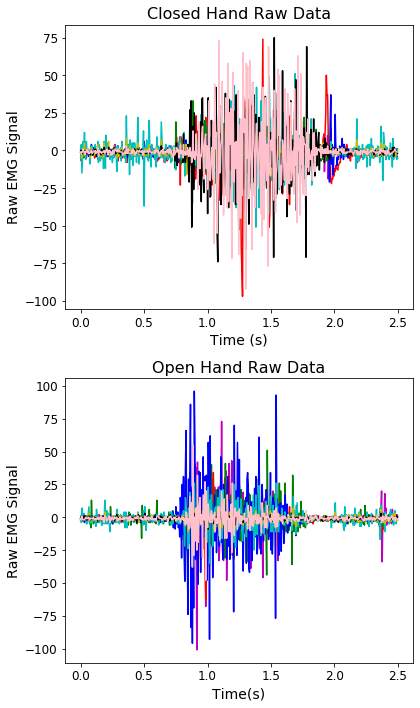 Closed Hand Raw Data
75
50
25
0
−25
−50
−75
−100
Raw EMG Signal
0.0 0.5 1.0 1.5 2.0 2.5
Time (s)
Open Hand Raw Data
100
75
50
25
0
−25
−50
−75
−100
Raw EMG Signal
0.0 0.5 1.0 1.5 2.0 2.5
Time(s)